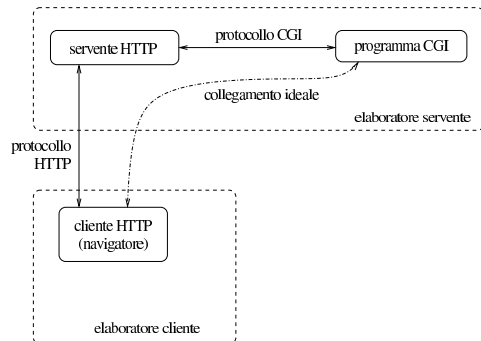 protocollo CGI
servente HTTP
programma CGI
collegamento ideale
elaboratore servente
protocollo
HTTP
cliente HTTP
(navigatore)
elaboratore cliente